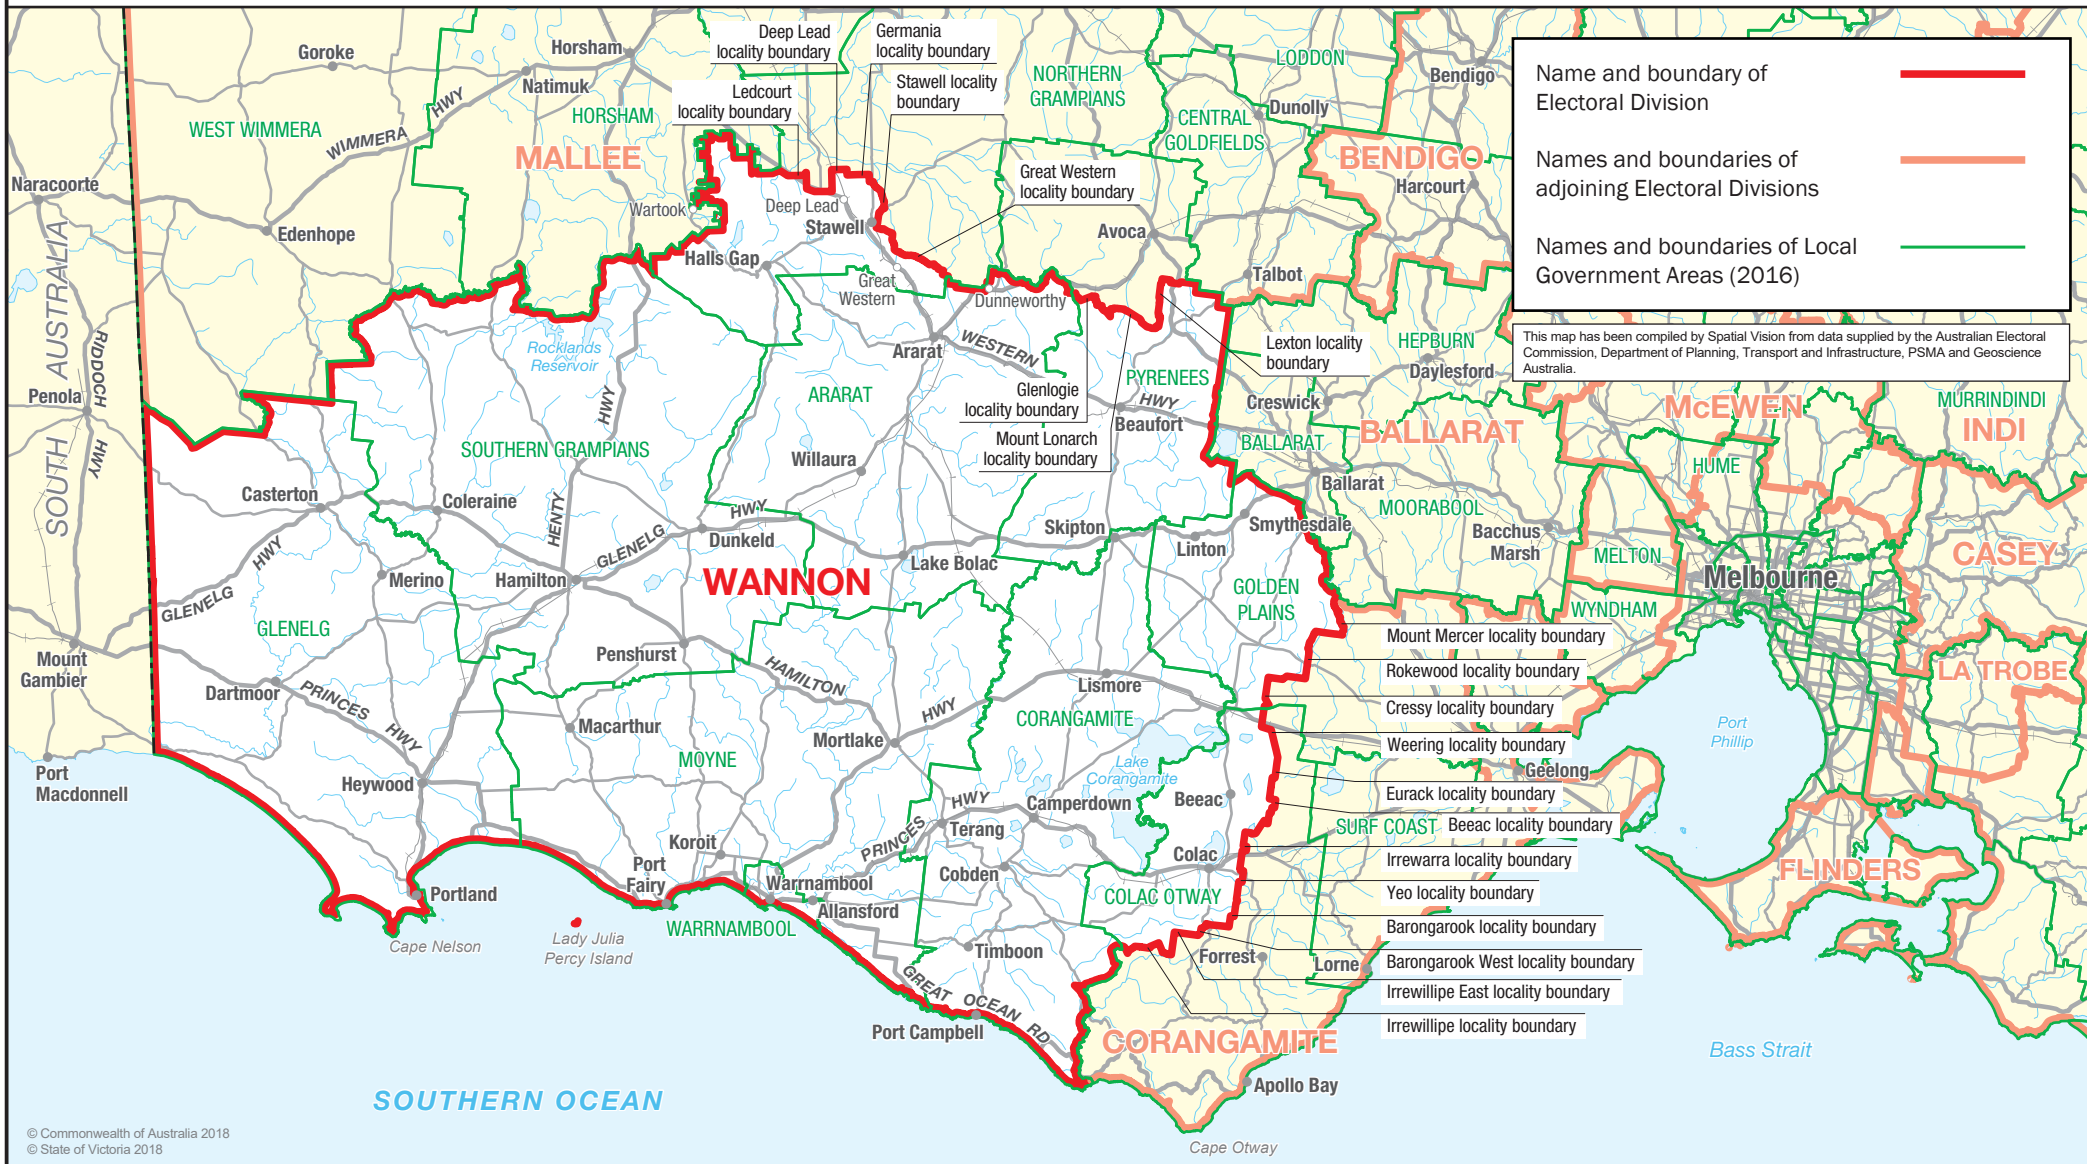 Goroke
Horsham
Natimuk
Deep Lead
locality boundary
Germania
locality boundary
Ledcourt
locality boundary
Stawell locality
boundary
NORTHERN
GRAMPIANS
LODDON
Bendigo
Dunolly
CENTRAL
GOLDFIELDS
WEST WIMMERA
WIMMERA
HWY
HORSHAM
MALLEE
BENDIGO
Harcourt
Great Western
locality boundary
Name and boundary of
Electoral Division
Names and boundaries of
adjoining Electoral Divisions
Names and boundaries of Local
Government Areas (2016)
This map has been compiled by Spatial Vision from data supplied by the Australian Electoral
Commission, Department of Planning, Transport and Infrastructure, PSMA and Geoscience
Australia.
Naracoorte
Edenhope
Wartook
Deep Lead
Stawell
Avoca
Halls Gap
Great
Western
Dunneworthy
Talbot
SOUTH AUSTRALIA
RIDDOCH
HWY
Penola
Rocklands
Reservoir
Ararat
WESTERN
HWY
Lexton locality
boundary
HEPBURN
Daylesford
ARARAT
PYRENEES
Glenlogie
locality boundary
Creswick
Beaufort
Mount Lonarch
locality boundary
BALLARAT
BALLARAT
McEWEN
MURRINDINDI
INDI
HUME
SOUTHERN GRAMPIANS
HWY
Willaura
Casterton
Coleraine
HENTY
Ballarat
MOORABOOL
Skipton
Smythesdale
Linton
Bacchus
Marsh
MELTON
CASEY
GLENELG
HWY
Dunkeld
GLENELG
HWY
Merino
Hamilton
WANNON
Lake Bolac
GOLDEN
PLAINS
WYNDHAM
Melbourne
GLENELG
Mount
Gambier
Penshurst
HAMILTON
HWY
Mount Mercer locality boundary
Rokewood locality boundary
Cressy locality boundary
Weering locality boundary
LA TROBE
Dartmoor
PRINCES
HWY
Macarthur
Lismore
CORANGAMITE
Mortlake
MOYNE
Port
Phillip
Port
Macdonnell
Heywood
Lake
Corangamite
Geelong
Eurack locality boundary
Beeac
HWY
Camperdown
SURF COAST
Beeac locality boundary
PRINCES
Terang
Koroit
Colac
Irrewarra locality boundary
Port
Fairy
Warrnambool
Cobden
Yeo locality boundary
FLINDERS
Portland
Allansford
COLAC OTWAY
WARRNAMBOOL
Barongarook locality boundary
Cape Nelson
Lady Julia
Percy Island
Timboon
Forrest
Lorne
Barongarook West locality boundary
Irrewillipe East locality boundary
GREAT OCEAN RD
Port Campbell
Irrewillipe locality boundary
CORANGAMITE
Bass Strait
Apollo Bay
SOUTHERN OCEAN
Cape Otway
© Commonwealth of Australia 2018
© State of Victoria 2018